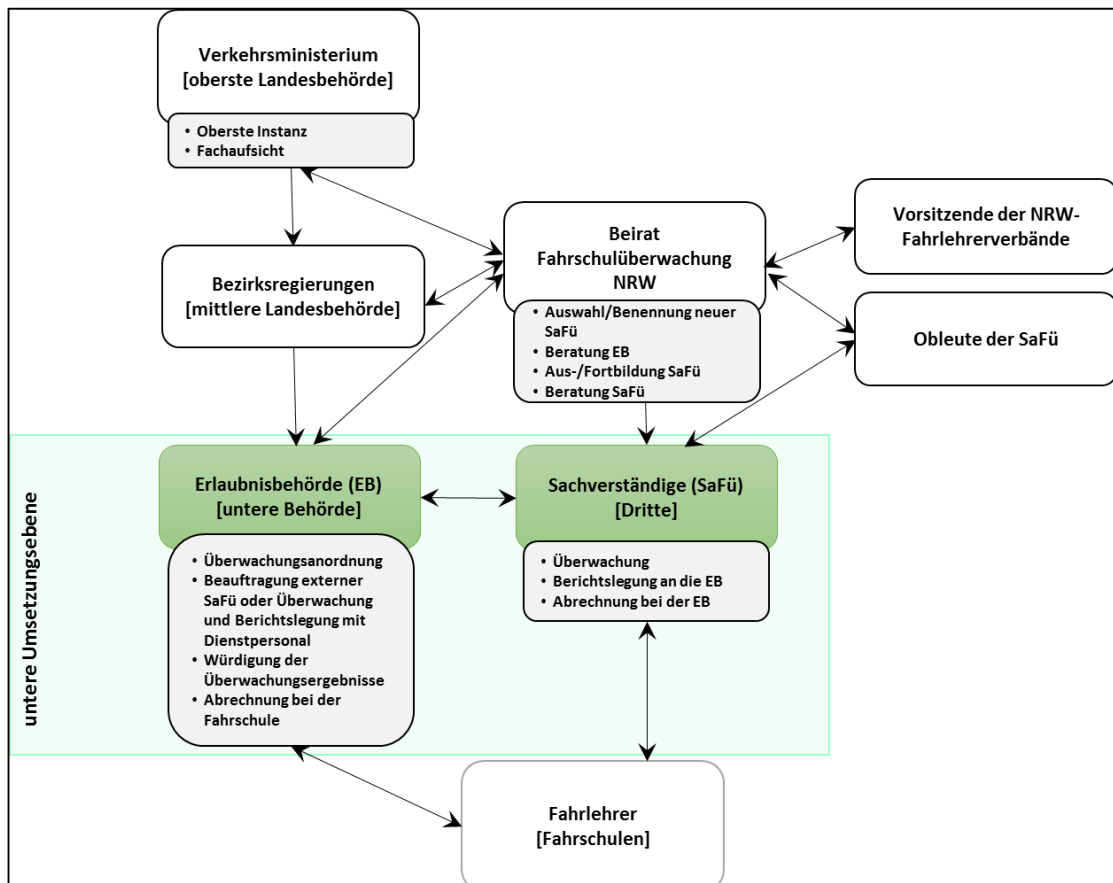 Verkehrsministerium
[oberste Landesbehörde]
• Oberste Instanz
• Fachaufsicht
Bezirksregierungen
[mittlere Landesbehörde]
Beirat
Fahrschulüberwachung
NRW
• Auswahl/Benennung neuer
SaFü
• Beratung EB
• Aus-/Fortbildung SaFü
• Beratung SaFü
Vorsitzende der NRW-
Fahrlehrerverbände
Obleute der SaFü
untere Umsetzungsebene
Erlaubnisbehörde (EB)
[untere Behörde]
• Überwachungsanordnung
• Beauftragung externer
SaFü oder Überwachung
und Berichtslegung mit
Dienstpersonal
• Würdigung der
Überwachungsergebnisse
• Abrechnung bei der
Fahrschule
Sachverständige (SaFü)
[Dritte]
• Überwachung
• Berichtslegung an die EB
• Abrechnung bei der EB
Fahrlehrer
[Fahrschulen]